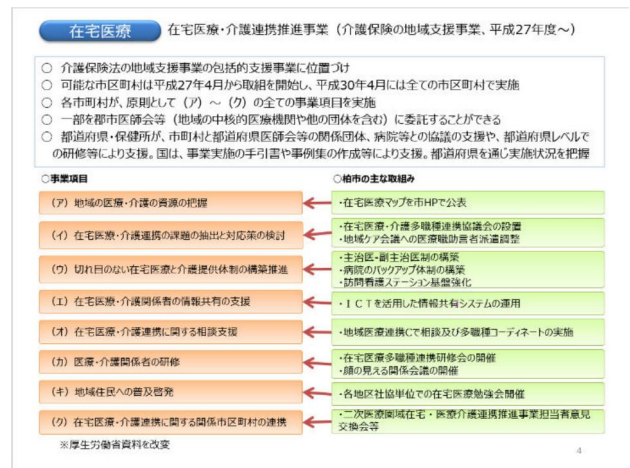 在宅医療 在宅医療・介護連携推進事業（介護保険の地域支援事業、平成27年度～）
○ 介護保険法の地域支援事業の包括的支援事業に位置づけ
○ 可能な市区町村は平成27年4月から取組を開始し、平成30年4月には全ての市区町村で実施
○ 各市町村が、原則として（ア）～（ク）の全ての事業項目を実施
○ 一部を郡市医師会等（地域の中核的医療機関や他の団体を含む）に委託することができる
○ 都道府県・保健所が、市町村と都道府県医師会等の関係団体、病院等との協議の支援や、都道府県レベルで
の研修等により支援。国は、事業実施の手引書や事例集の作成等により支援。都道府県を通じ実施状況を把握
○事業項目
○柏市の主な取組み
（ア）地域の医療・介護の資源の把握
・在宅医療マップを市HPで公表
（イ）在宅医療・介護連携の課題の抽出と対応策の検討
・在宅医療・介護多職種連携協議会の設置
・地域ケア会議への医療職助言者派遣調整
（ウ）切れ目のない在宅医療と介護提供体制の構築推進
・主治医-副主治医制の構築
・病院のバックアップ体制の構築
・訪問看護ステーション基盤強化
（エ）在宅医療・介護関係者の情報共有の支援
・ＩＣＴを活用した情報共有システムの運用
（オ）在宅医療・介護連携に関する相談支援
・地域医療連携Cで相談及び多職種コーディネートの実施
（カ）医療・介護関係者の研修
・在宅医療多職種連携研修会の開催
・顔の見える関係会議の開催
（キ）地域住民への普及啓発
・各地区社協単位での在宅医療勉強会開催
（ク）在宅医療・介護連携に関する関係市区町村の連携
・二次医療圏域在宅・医療介護連携推進事業担当者意見
交換会等
※厚生労働省資料を改変
4